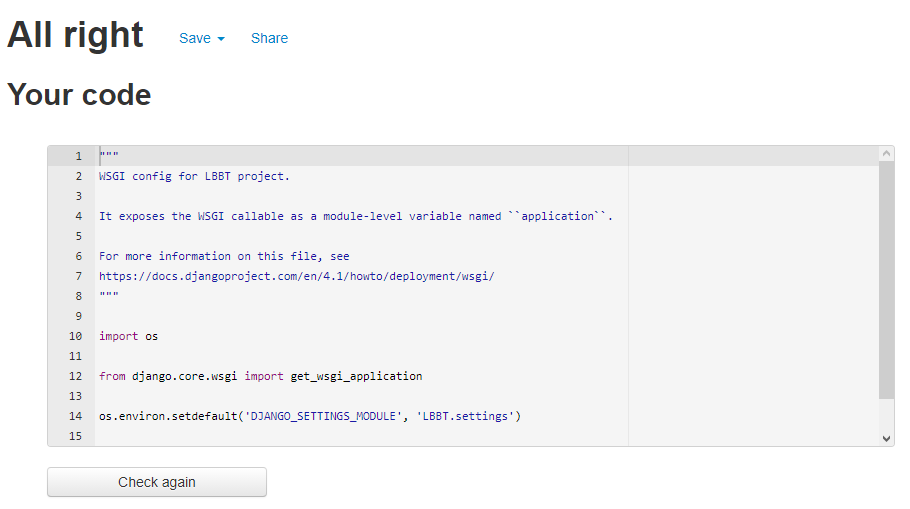 All right Save Share
Your code
1 """
2 WSGI config for LBBT project.
3
4 It exposes the WSGI callable as a module-level variable named ``application``.
5
6 For more information on this file, see
7 https://docs.djangoproject.com/en/4.1/howto/deployment/wsgi/
8 """
9
10 import os
11
12 from django.core.wsgi import get_wsgi_application
13
14 os.environ.setdefault('DJANGO_SETTINGS_MODULE', 'LBBT.settings')
15
Check again